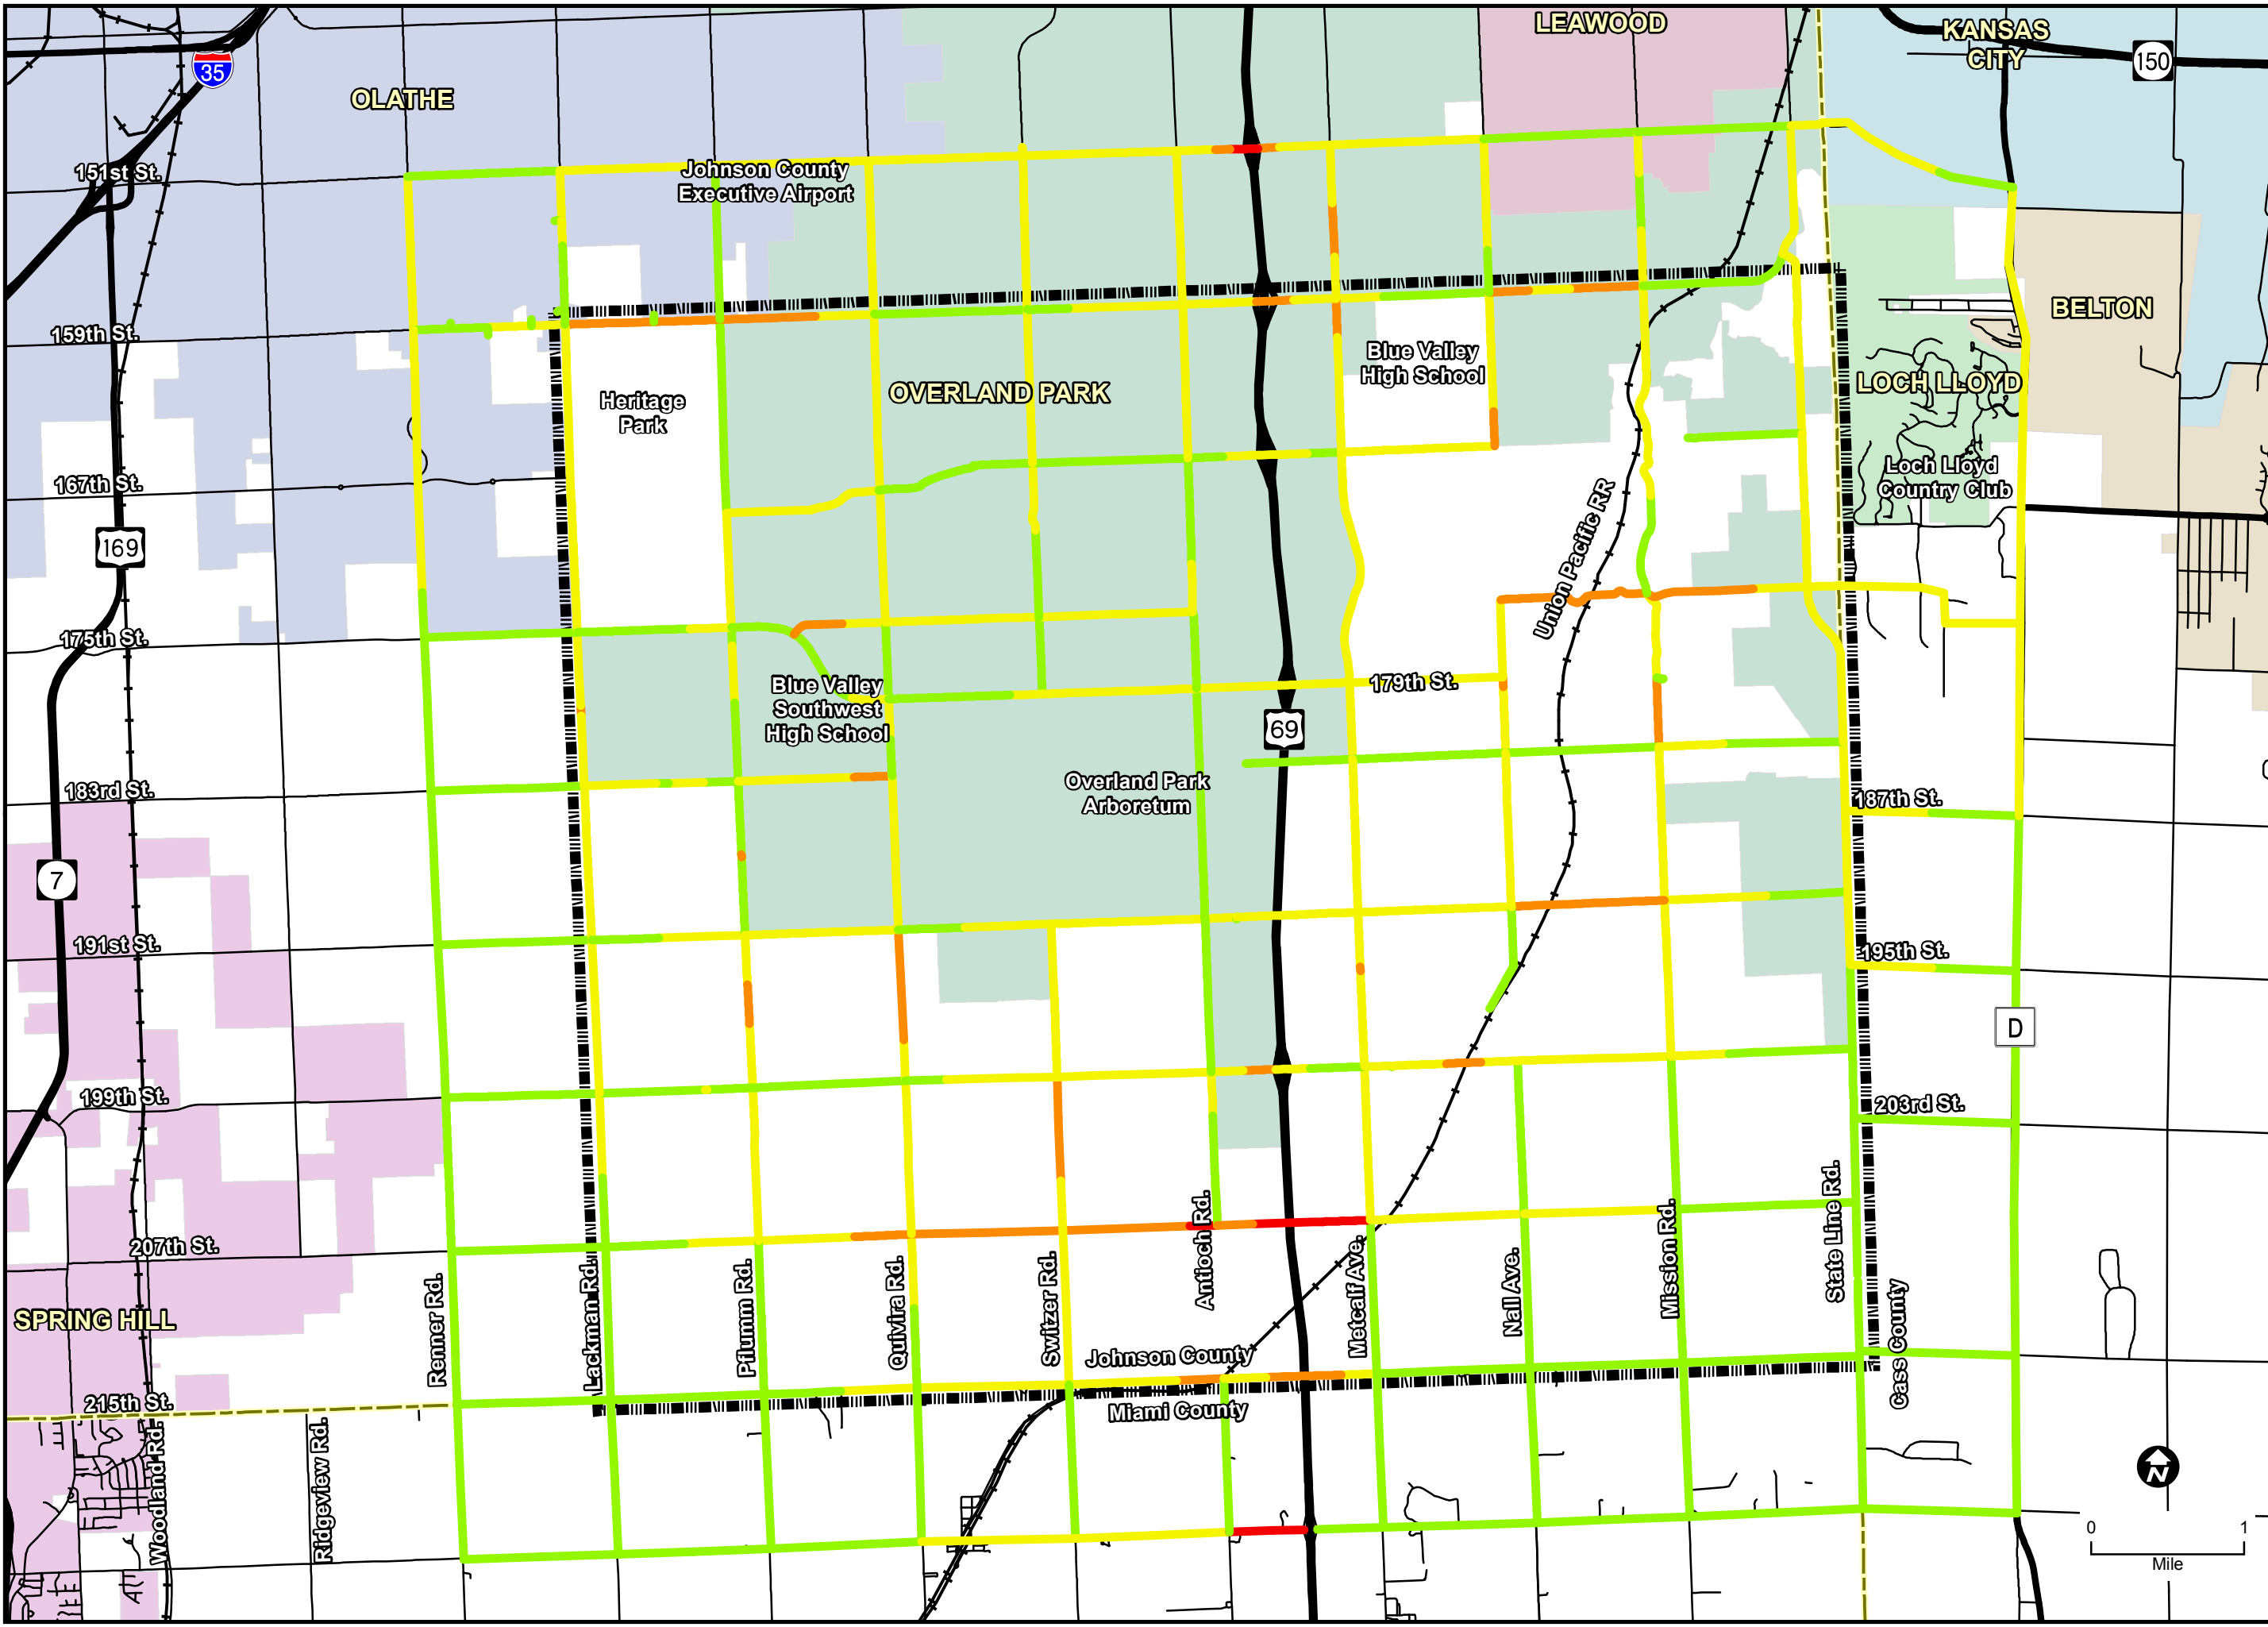 LEAWOOD
KANSAS
CITY
150
35
OLATHE
151st St.
Johnson County
Executive Airport
BELTON
159th St.
Blue Valley
High School
LOCH LLOYD
OVERLAND PARK
Heritage
Park
167th St.
Loch Lloyd
Country Club
Union Pacific RR
169
175th St.
179th St.
Blue Valley
Southwest
High School
69
183rd St.
Overland Park
Arboretum
187th St.
7
191st St.
195th St.
D
199th St.
203rd St.
207th St.
SPRING HILL
Renner Rd.
Lackman Rd.
Pflumm Rd.
Quivira Rd.
Switzer Rd.
Antioch Rd.
Metcalf Ave.
Nall Ave.
Mission Rd.
State Line Rd.
Cass County
Johnson County
Miami County
215th St.
Woodland Rd.
Ridgeview Rd.
N
0 1
Mile